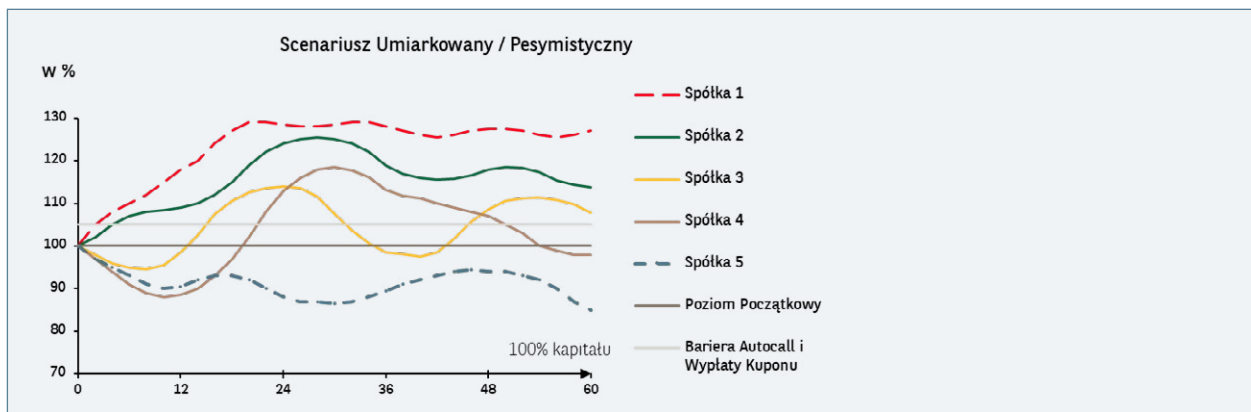 Scenariusz Umiarkowany / Pesymistyczny
w %
130
120
110
100
90
80
70
0
12
24
36
48
60
100% kapitału
Spółka 1
Spółka 2
Spółka 3
Spółka 4
Spółka 5
Poziom Początkowy
Bariera Autocall i
Wypłaty Kuponu